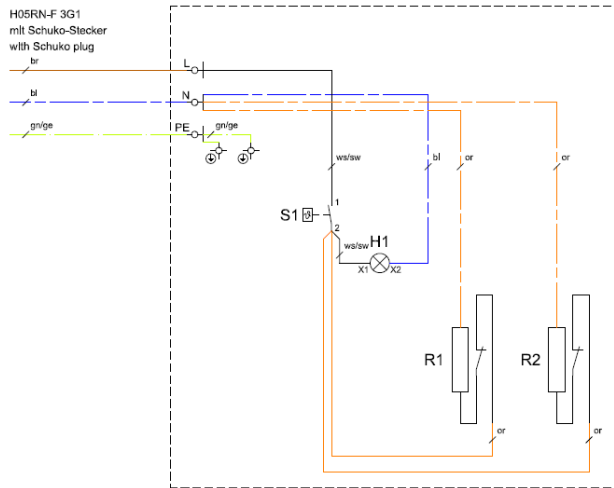 H05RN-F 3G1
mit Schuko-Stecker
with Schuko plug
br
L
bl
N
gn/ge
PE
gn/ge
ws/sw
bl
or
or
S1
1
2
ws/sw
H1
X1
X2
R1
R2
or
or